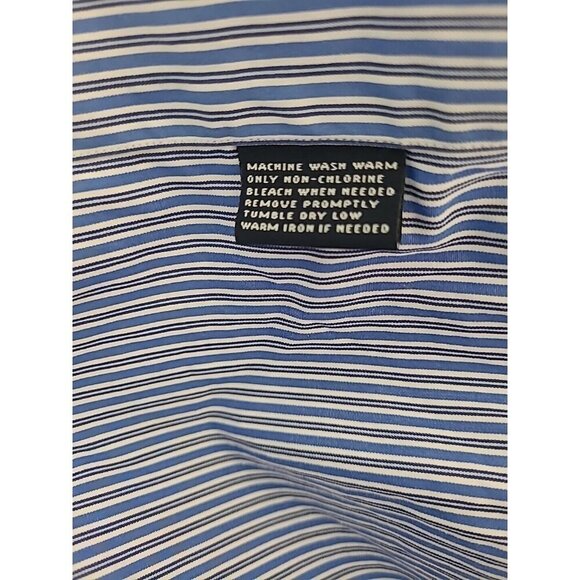 MACHINE WASH WARM
ONLY NON-CHLORINE
BLEACH WHEN NEEDED
REMOVE PROMPTLY
TUMBLE DRY LOW
WARM IRON IF NEEDED